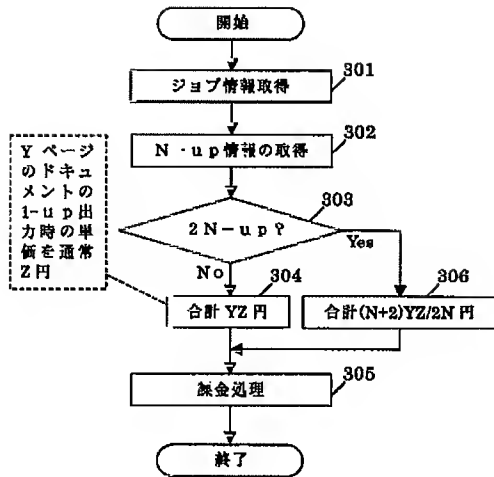 開始
301
ジョブ情報取得
302
N-up情報の取得
Yページ
のドキュ
メントの
1-up出
力時の単
価を通常
Z円
303
2N-up?
Yes
No
304
合計YZ円
306
合計(N+2)YZ/2N円
305
課金処理
終了